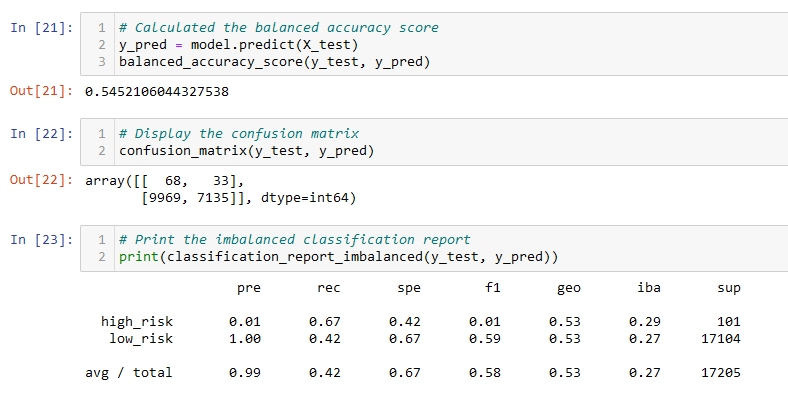 In [21]: 1 # Calculated the balanced accuracy score
2 y_pred = model.predict(X_test)
3 balanced_accuracy_score(y_test, y_pred)
Out[21]: 0.5452106044327538
In [22]: 1 # Display the confusion matrix
2 confusion_matrix(y_test, y_pred)
Out[22]: array([[  68,   33],
       [9969, 7135]], dtype=int64)
In [23]: 1 # Print the imbalanced classification report
2 print(classification_report_imbalanced(y_test, y_pred))
pre rec spe f1 geo iba sup
high_risk 0.01 0.67 0.42 0.01 0.53 0.29 101
low_risk 1.00 0.42 0.67 0.59 0.53 0.27 17104
avg / total 0.99 0.42 0.67 0.58 0.53 0.27 17205